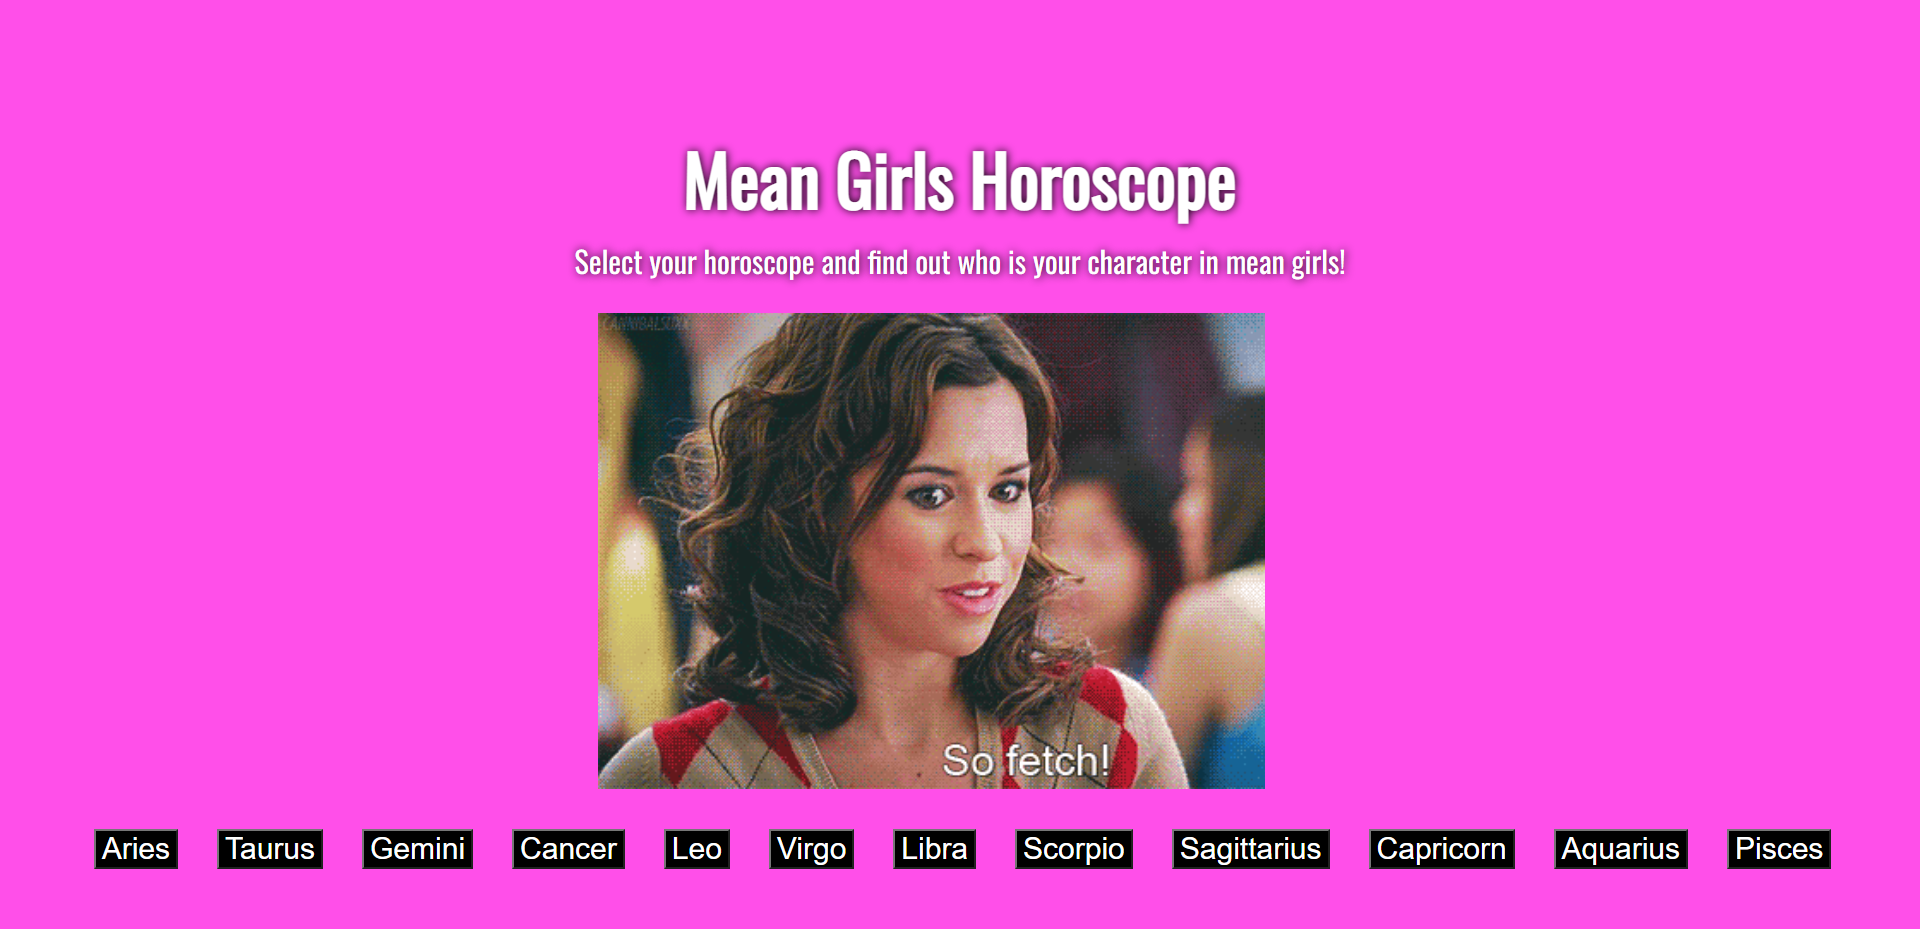 Mean Girls Horoscope
Select your horoscope and find out who is your character in mean girls!
So fetch!
Aries Taurus Gemini Cancer Leo Virgo Libra Scorpio Sagittarius Capricorn Aquarius Pisces